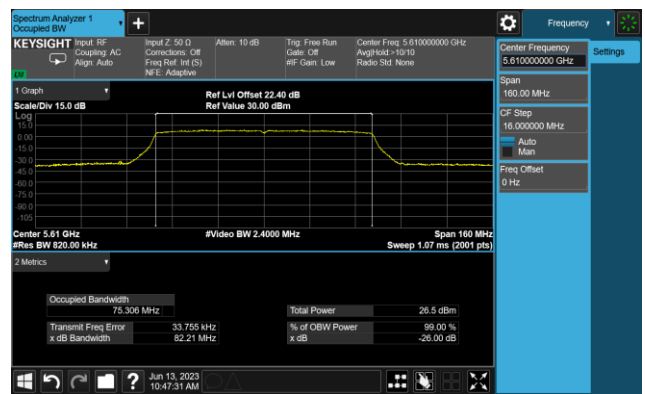 Spectrum Analyzer 1
Occupied BW
+
Frequency
KEYSIGHT
Input: RF
Coupling: AC
Align: Auto
Input Z: 50 Ω
Corrections: Off
Freq Ref: Int (S)
NFE: Adaptive
Atten: 10 dB
Trig: Free Run
Gate: Off
#IF Gain: Low
Center Freq: 5.610000000 GHz
Avg|Hold:>10/10
Radio Std: None
Center Frequency
5.610000000 GHz
Settings
Span
160.00 MHz
CF Step
16.000000 MHz
Auto
Man
Freq Offset
0 Hz
1 Graph
Scale/Div 15.0 dB
Ref Lvl Offset 22.40 dB
Ref Value 30.00 dBm
Log
15.0
0.00
-15.0
-30.0
-45.0
-60.0
-75.0
-90.0
-105
Center 5.61 GHz
#Res BW 820.00 kHz
#Video BW 2.4000 MHz
Span 160 MHz
Sweep 1.07 ms (2001 pts)
2 Metrics
Occupied Bandwidth
75.306 MHz
Transmit Freq Error 33.755 kHz
x dB Bandwidth 82.21 MHz
Total Power 26.5 dBm
% of OBW Power 99.00 %
x dB -26.00 dB
?
Jun 13, 2023
10:47:31 AM